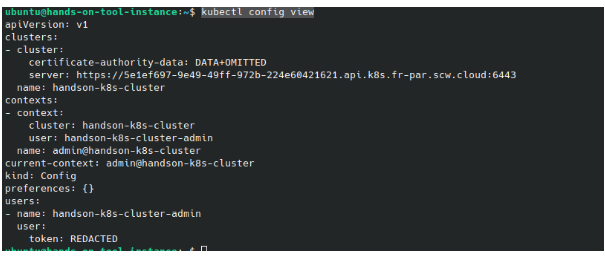 ubuntu@hands-on-tool-instance:~$ kubectl config view
apiVersion: v1
clusters:
- cluster:
    certificate-authority-data: DATA+OMITTED
    server: https://5e1ef697-9e49-49ff-972b-224e60421621.api.k8s.fr-par.scw.cloud:6443
  name: handson-k8s-cluster
contexts:
- context:
    cluster: handson-k8s-cluster
    user: handson-k8s-cluster-admin
  name: admin@handson-k8s-cluster
current-context: admin@handson-k8s-cluster
kind: Config
preferences: {}
users:
- name: handson-k8s-cluster-admin
  user:
    token: REDACTED
ubuntu@hands-on-tool-instance:~$